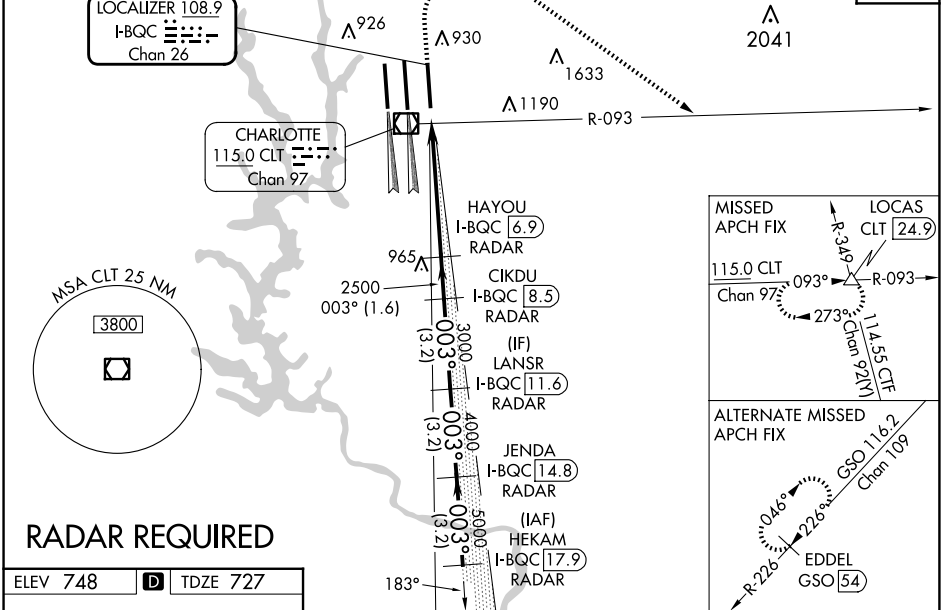 LOCALIZER 108.9
I-BQC
Chan 26
926
930
1633
2041
1190
R-093
CHARLOTTE
115.0 CLT
Chan 97
HAYOU
I-BQC 6.9
RADAR
965
CIKDU
I-BQC 8.5
RADAR
2500
003° (1.6)
003°
(3.2)
3000
(IF)
LANSR
I-BQC 11.6
RADAR
003°
(3.2)
4000
JENDA
I-BQC 14.8
RADAR
003°
(3.2)
5000
(IAF)
HEKAM
I-BQC 17.9
RADAR
183°
MSA CLT 25 NM
3800
MISSED
APCH FIX
LOCAS
CLT 24.9
R-349
115.0 CLT
Chan 97
093°
R-093
273°
114.55 CTF
Chan 92(Y)
ALTERNATE MISSED
APCH FIX
GSO 116.2
Chan 109
046°
226°
R-226
EDDEL
GSO 54
RADAR REQUIRED
ELEV 748 D TDZE 727